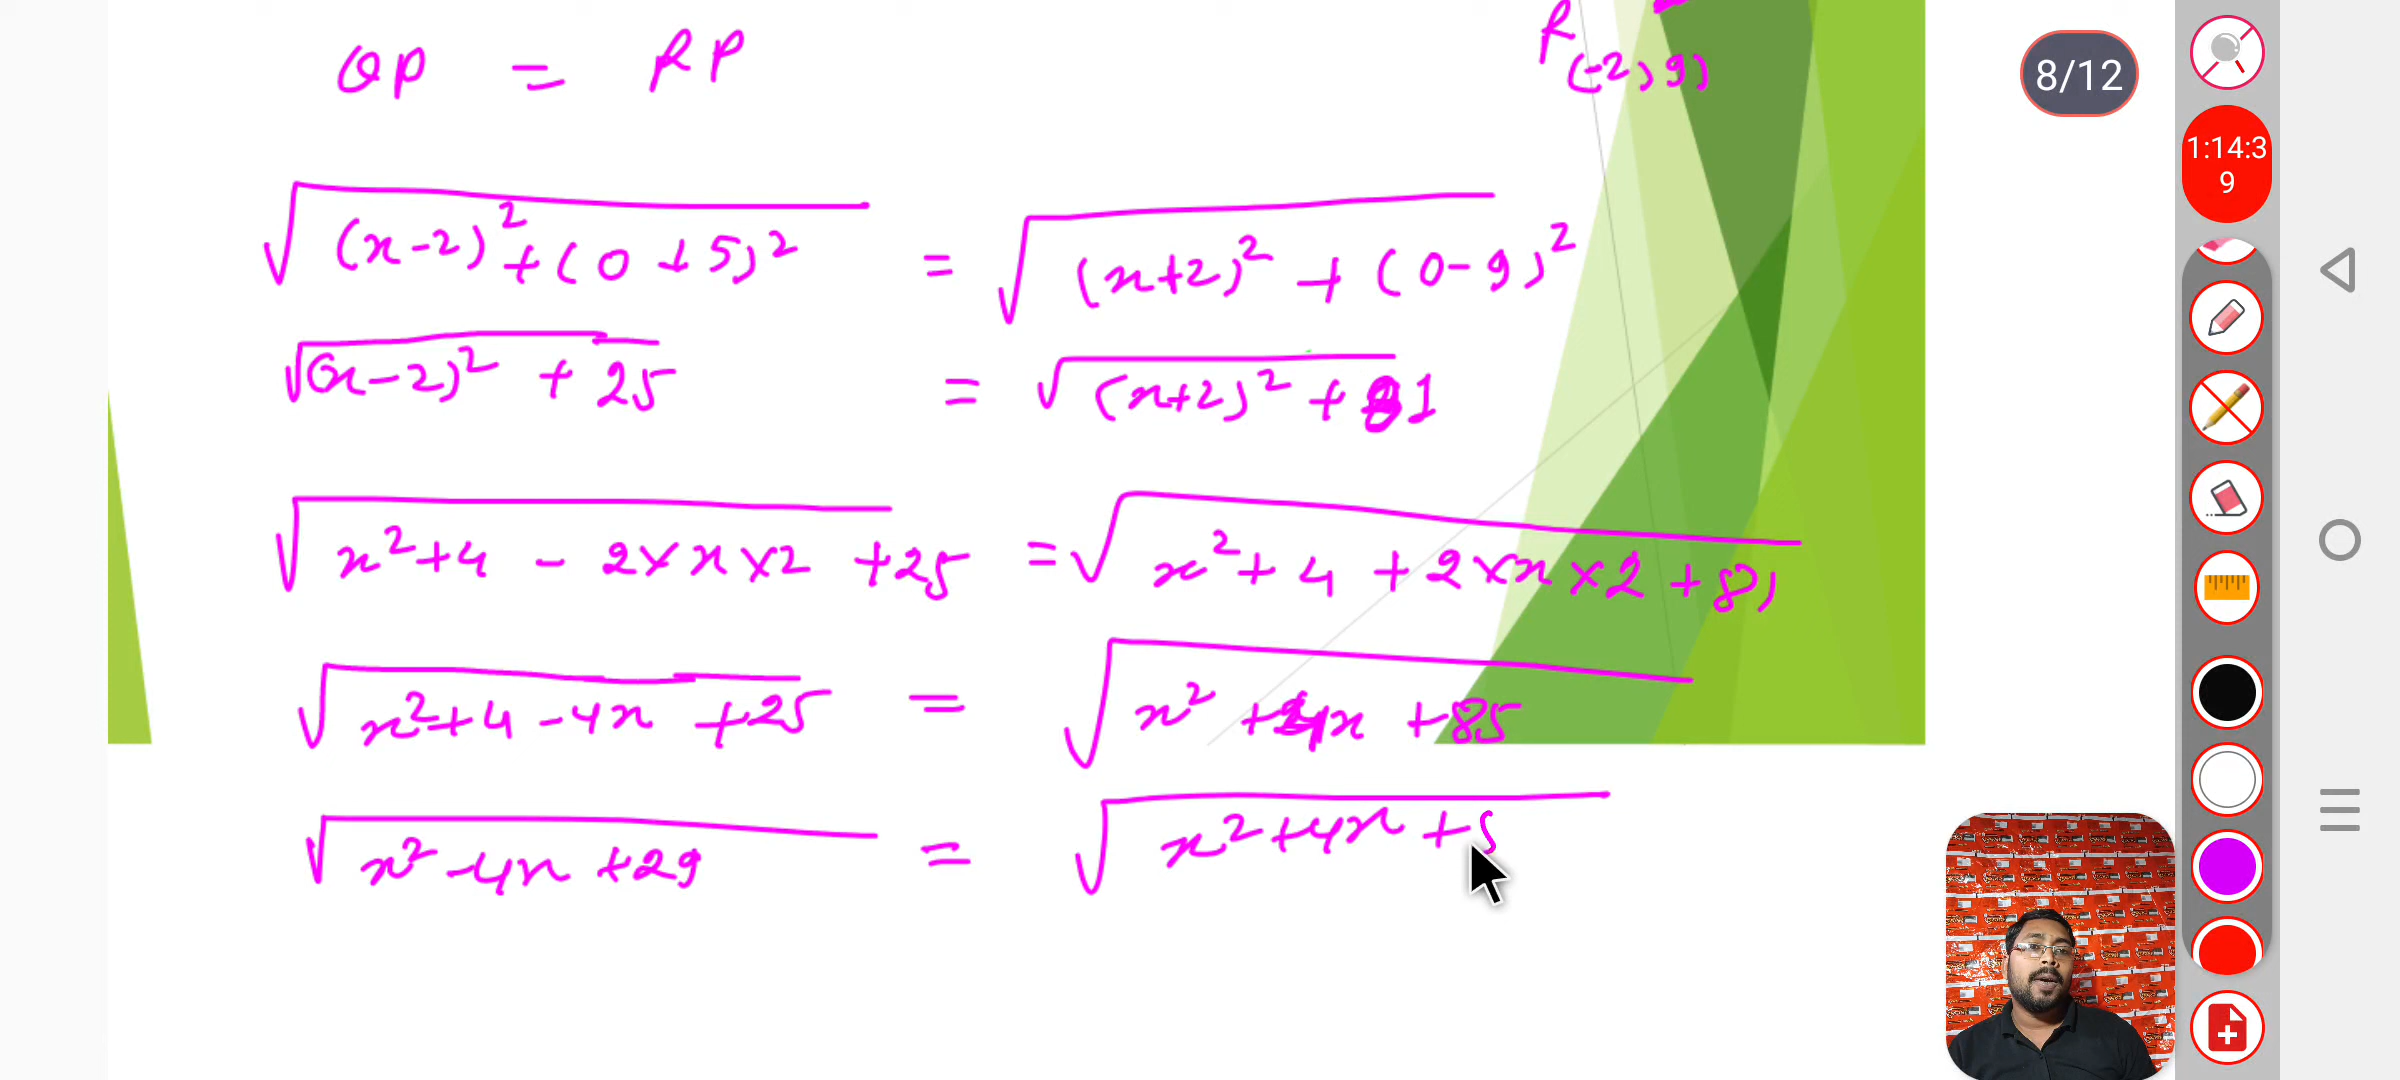 QP = RP
R
(-2, 9)
8/12
1:14:3
9
√(x-2)² + (0 + 5)² = √(x+2)² + (0-9)²
√(x-2)² + 25 = √(x+2)² + 81
√x²+4 - 2×x×2 +25 = √x² + 4 + 2×x×2 + 81
√x²+4 -4x +25 = √x² +4x +85
√x² -4x +29 = √x²+4x +